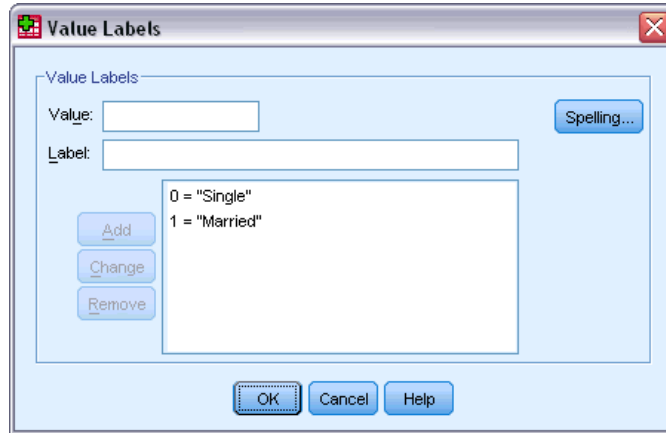 Value Labels
Value Labels
Value:
Spelling...
Label:
0 = "Single"
1 = "Married"
Add
Change
Remove
OK Cancel Help